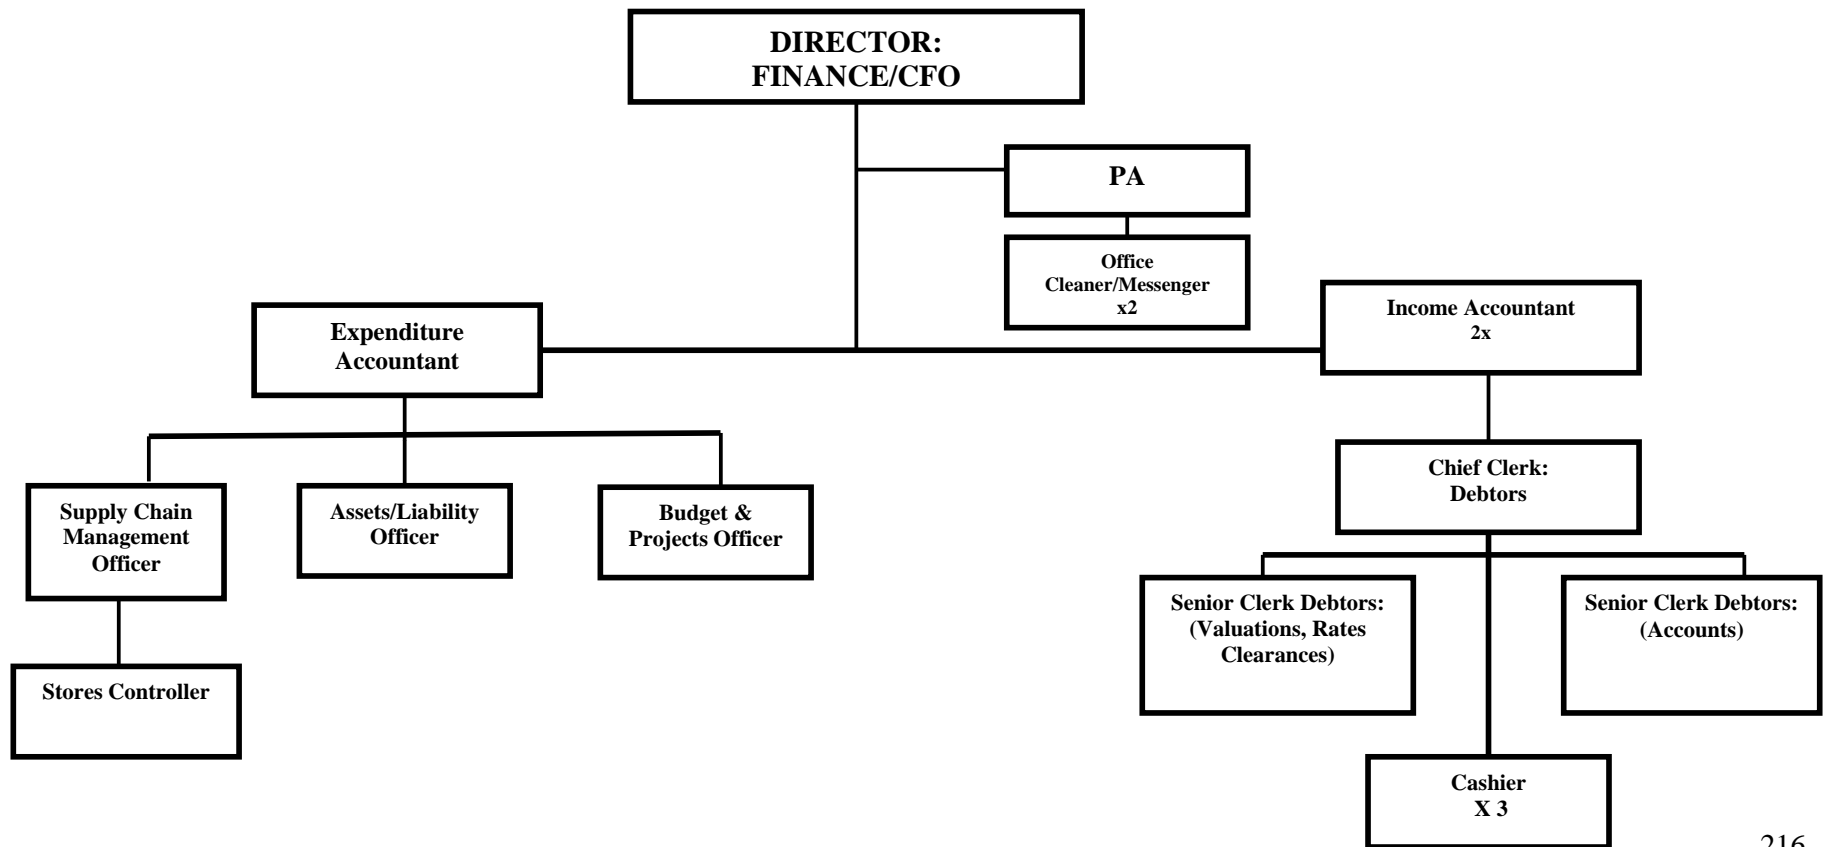 DIRECTOR:
FINANCE/CFO
PA
Office
Cleaner/Messenger
x2
Expenditure
Accountant
Income Accountant
2x
Supply Chain
Management
Officer
Assets/Liability
Officer
Budget &
Projects Officer
Chief Clerk:
Debtors
Stores Controller
Senior Clerk Debtors:
(Valuations, Rates
Clearances)
Senior Clerk Debtors:
(Accounts)
Cashier
X 3
216